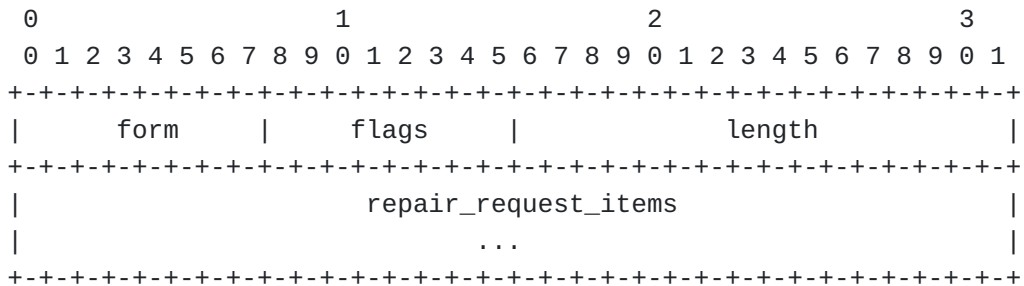 0                   1                   2                   3
 0 1 2 3 4 5 6 7 8 9 0 1 2 3 4 5 6 7 8 9 0 1 2 3 4 5 6 7 8 9 0 1
+-+-+-+-+-+-+-+-+-+-+-+-+-+-+-+-+-+-+-+-+-+-+-+-+-+-+-+-+-+-+-+-+
|      form     |     flags     |             length            |
+-+-+-+-+-+-+-+-+-+-+-+-+-+-+-+-+-+-+-+-+-+-+-+-+-+-+-+-+-+-+-+-+
|                      repair_request_items                     |
|                             ...                               |
+-+-+-+-+-+-+-+-+-+-+-+-+-+-+-+-+-+-+-+-+-+-+-+-+-+-+-+-+-+-+-+-+